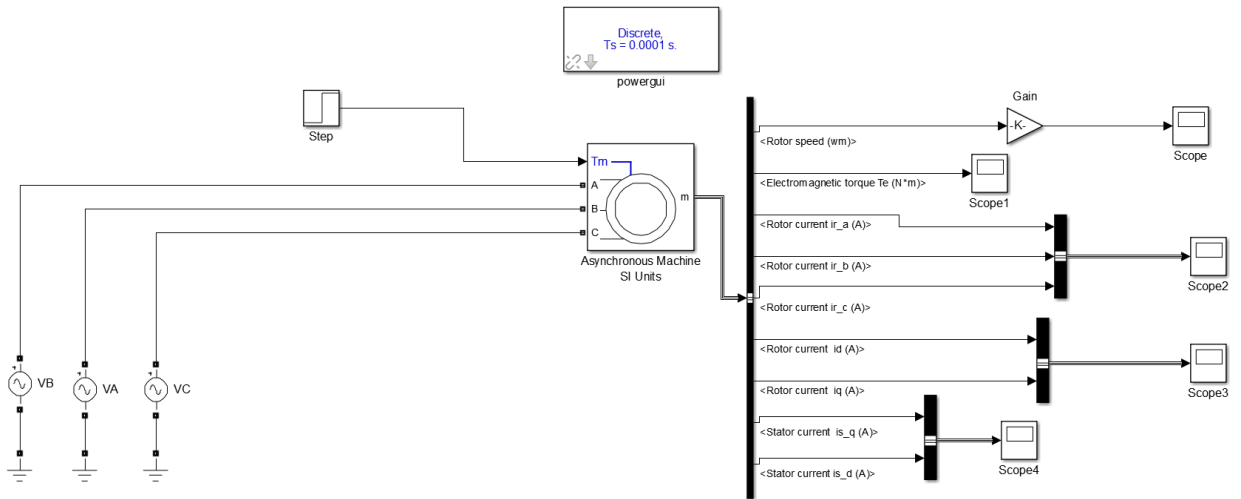 Discrete,
Ts = 0.0001 s.
powergui
Step
Gain
-K-
Scope
<Rotor speed (wm)>
Tm
A
B
C
m
Asynchronous Machine
SI Units
<Electromagnetic torque Te (N*m)>
Scope1
<Rotor current ir_a (A)>
<Rotor current ir_b (A)>
<Rotor current ir_c (A)>
Scope2
<Rotor current  id (A)>
<Rotor current  iq (A)>
Scope3
<Stator current  is_q (A)>
<Stator current is_d (A)>
Scope4
VB
VA
VC